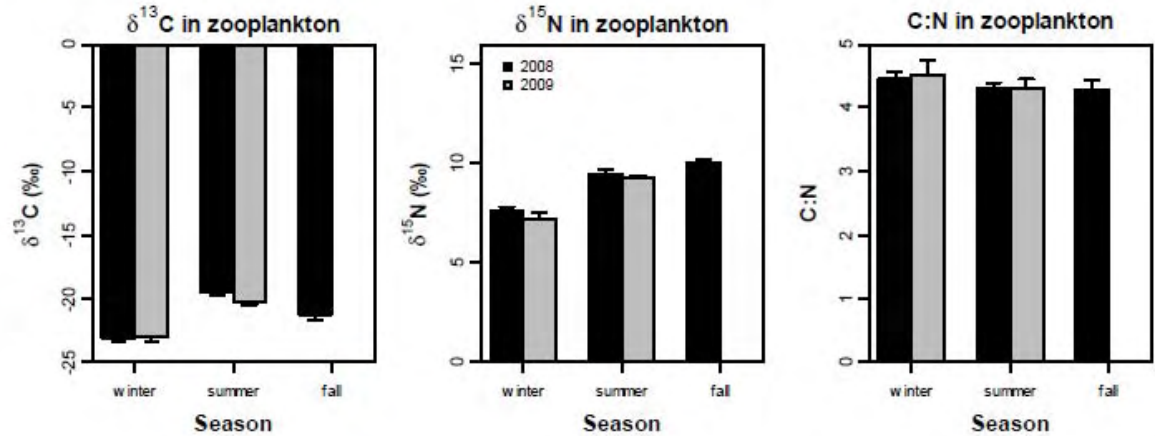 δ¹³C in zooplankton
0
-5
-10
-15
-20
-25
δ¹³C (‰)
winter summer fall
Season
δ¹⁵N in zooplankton
15
10
5
0
δ¹⁵N (‰)
2008
2009
winter summer fall
Season
C:N in zooplankton
5
4
3
2
1
0
C:N
winter summer fall
Season